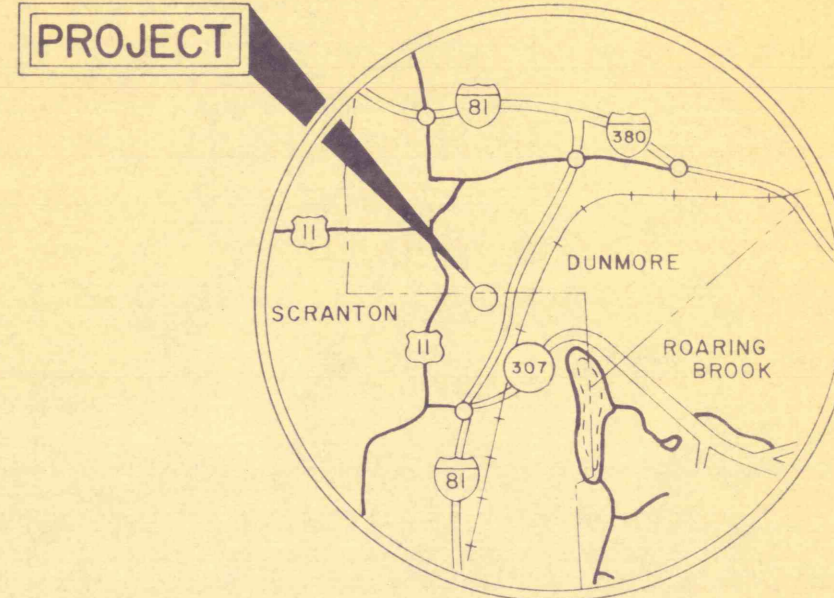 PROJECT
81
380
11
DUNMORE
SCRANTON
11
307
ROARING
BROOK
81